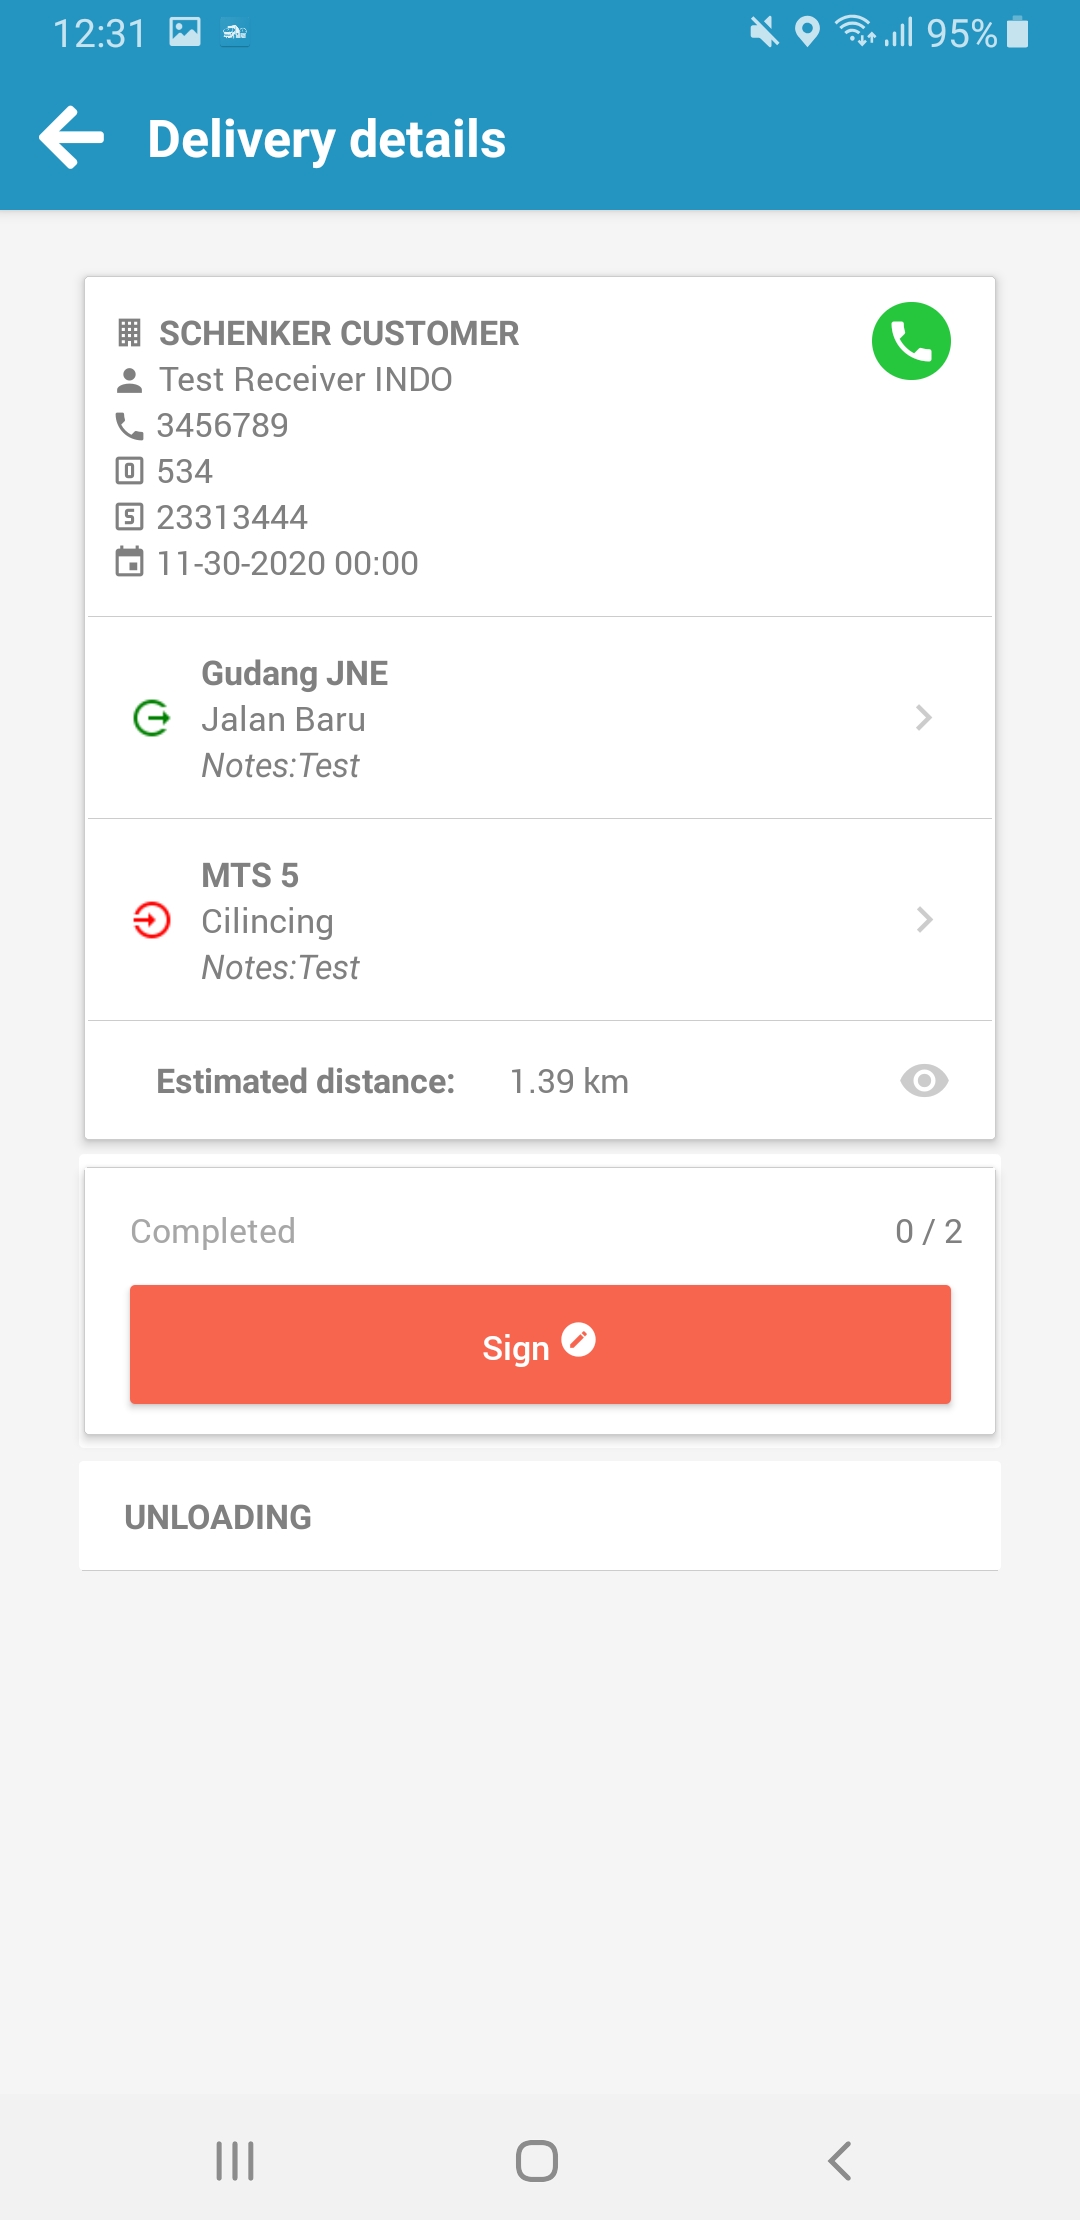 12:31
95%
Delivery details
SCHENKER CUSTOMER
Test Receiver INDO
3456789
534
23313444
11-30-2020 00:00
Gudang JNE
Jalan Baru
Notes:Test
MTS 5
Cilincing
Notes:Test
Estimated distance: 1.39 km
Completed 0 / 2
Sign
UNLOADING